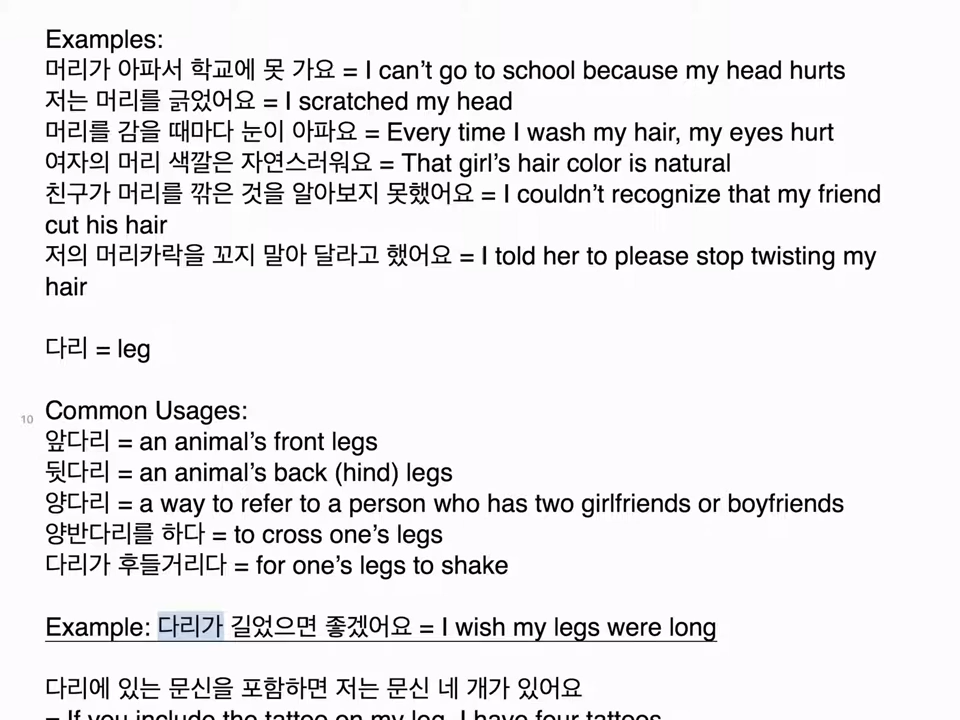 Examples:
머리가 아파서 학교에 못 가요 = I can’t go to school because my head hurts
저는 머리를 긁었어요 = I scratched my head
머리를 감을 때마다 눈이 아파요 = Every time I wash my hair, my eyes hurt
여자의 머리 색깔은 자연스러워요 = That girl’s hair color is natural
친구가 머리를 깎은 것을 알아보지 못했어요 = I couldn’t recognize that my friend
cut his hair
저의 머리카락을 꼬지 말아 달라고 했어요 = I told her to please stop twisting my
hair
다리 = leg
10
Common Usages:
앞다리 = an animal’s front legs
뒷다리 = an animal’s back (hind) legs
양다리 = a way to refer to a person who has two girlfriends or boyfriends
양반다리를 하다 = to cross one’s legs
다리가 후들거리다 = for one’s legs to shake
Example: 다리가 길었으면 좋겠어요 = I wish my legs were long
다리에 있는 문신을 포함하면 저는 문신 네 개가 있어요
= If you include the tattoo on my leg, I have four tattoos